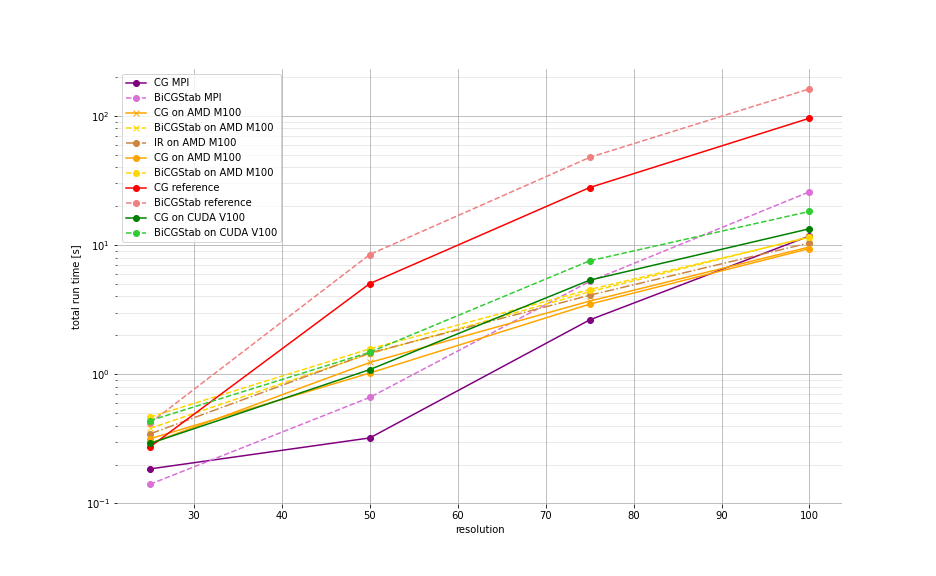 CG MPI
BiCGStab MPI
CG on AMD M100
BiCGStab on AMD M100
IR on AMD M100
CG on AMD M100
BiCGStab on AMD M100
CG reference
BiCGStab reference
CG on CUDA V100
BiCGStab on CUDA V100
total run time [s]
10²
10¹
10⁰
10⁻¹
30 40 50 60 70 80 90 100
resolution